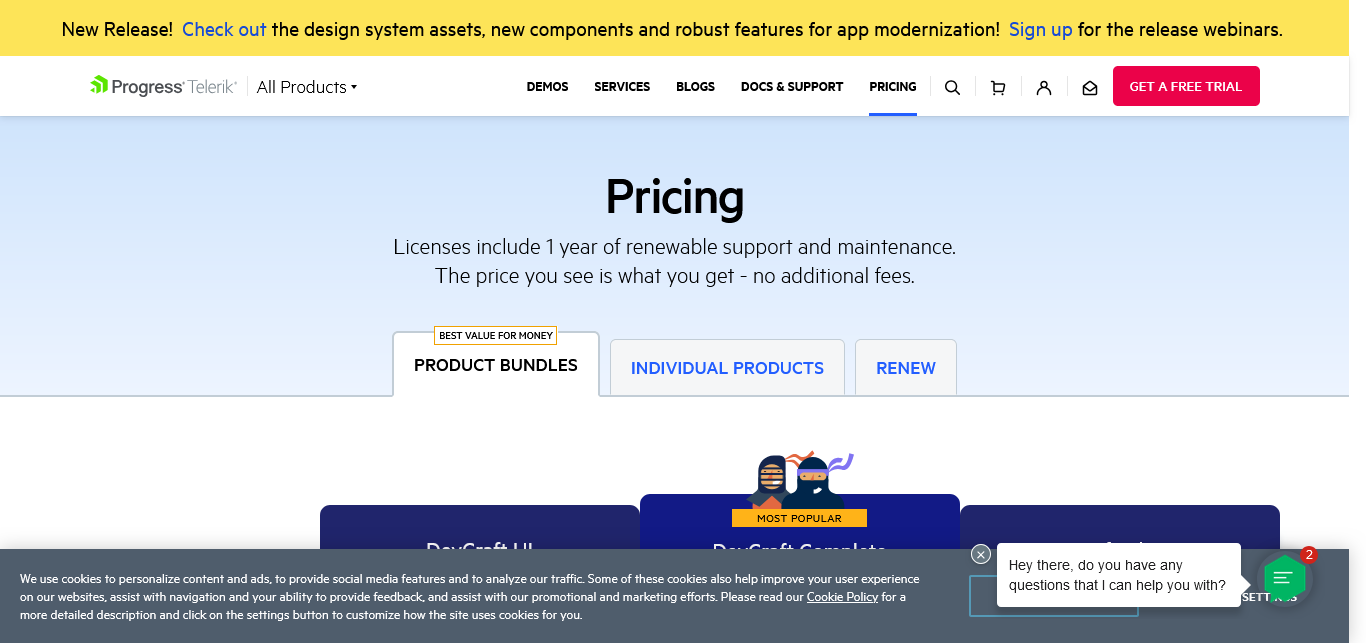 New Release! Check out the design system assets, new components and robust features for app modernization! Sign up for the release webinars.
Progress Telerik All Products DEMOS SERVICES BLOGS DOCS & SUPPORT PRICING GET A FREE TRIAL
Pricing
Licenses include 1 year of renewable support and maintenance.
The price you see is what you get - no additional fees.
BEST VALUE FOR MONEY
PRODUCT BUNDLES INDIVIDUAL PRODUCTS RENEW
MOST POPULAR
DevCraft UI DevCraft Complete
We use cookies to personalize content and ads, to provide social media features and to analyze our traffic. Some of these cookies also help improve your user experience
on our websites, assist with navigation and your ability to provide feedback, and assist with our promotional and marketing efforts. Please read our Cookie Policy for a
more detailed description and click on the settings button to customize how the site uses cookies for you.
Hey there, do you have any
questions that I can help you with?
2